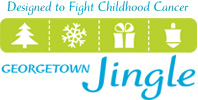 Designed to Fight Childhood Cancer
GEORGETOWN Jingle